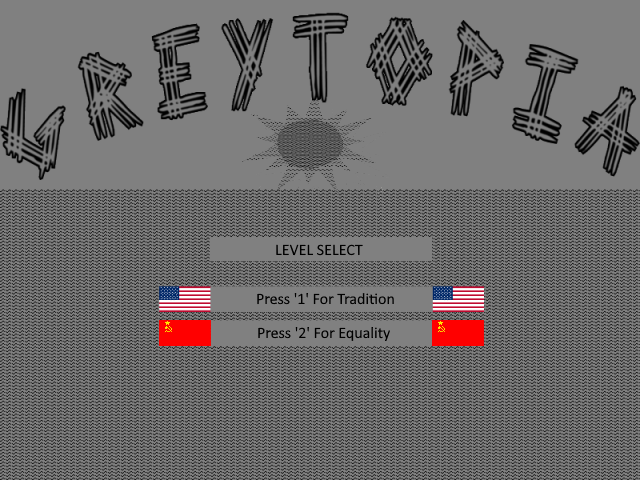 GREYTOPIA
LEVEL SELECT
Press '1' For Tradition
Press '2' For Equality